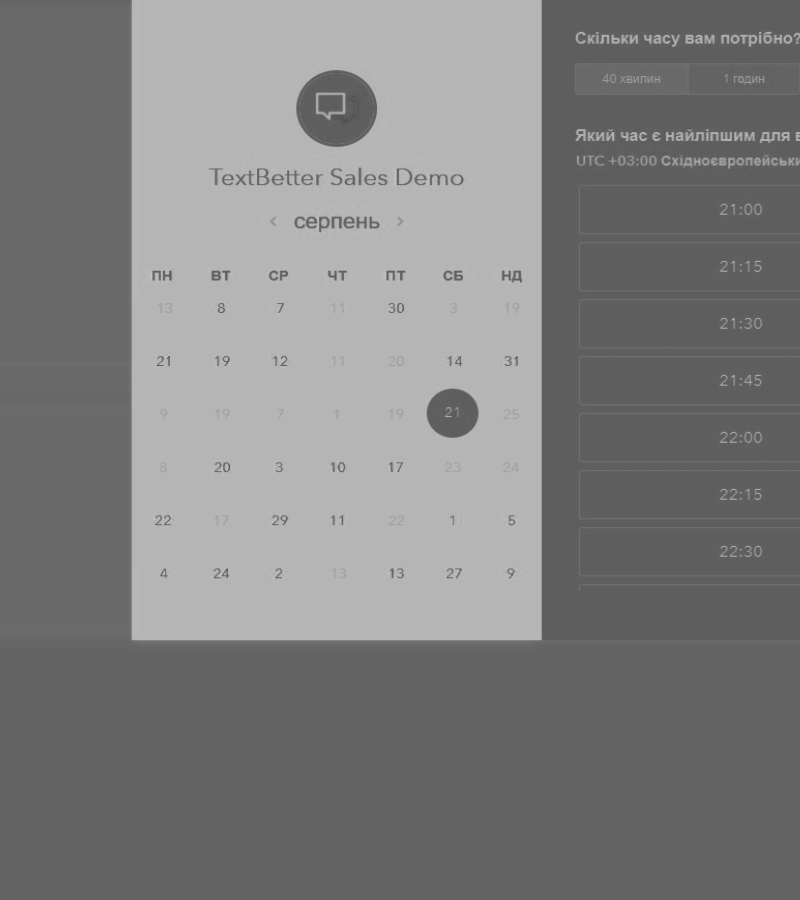 TextBetter Sales Demo
серпень
ПН ВТ СР ЧТ ПТ СБ НД
13 8 7 11 30 3 19
21 19 12 11 20 14 31
9 19 7 1 19 21 25
8 20 3 10 17 23 24
22 17 29 11 22 1 5
4 24 2 13 13 27 9
Скільки часу вам потрібно?
40 хвилин 1 годин
Який час є найліпшим для в
UTC +03:00 Східноєвропейськи
21:00
21:15
21:30
21:45
22:00
22:15
22:30